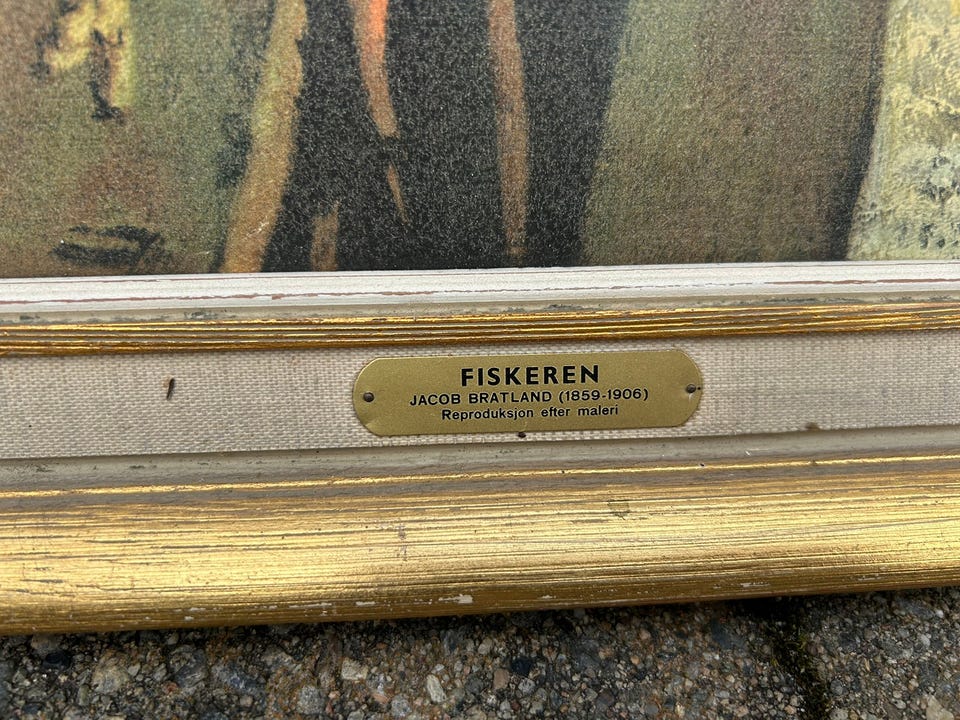 FISKEREN
JACOB BRATLAND (1859-1906)
Reproduksjon efter maleri